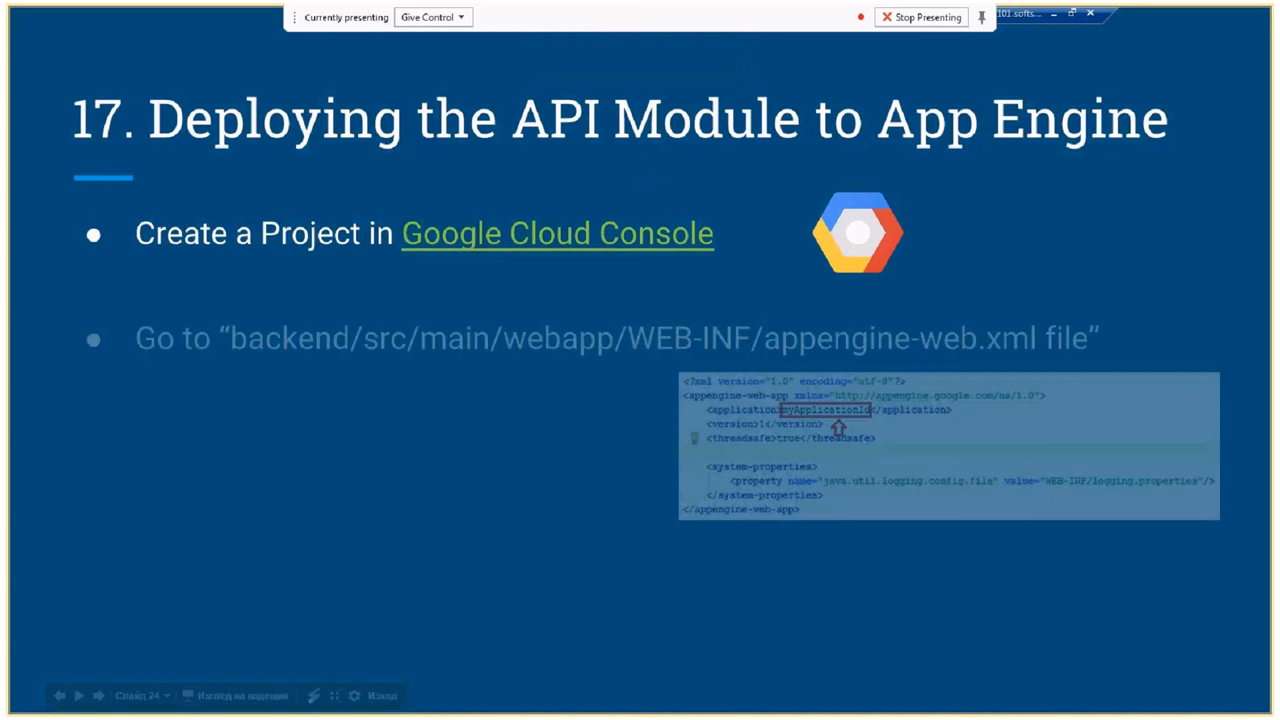 Currently presenting Give Control Stop Presenting 101.softs...
17. Deploying the API Module to App Engine
● Create a Project in Google Cloud Console
● Go to “backend/src/main/webapp/WEB-INF/appengine-web.xml file”
<?xml version="1.0" encoding="utf-8"?>
<appengine-web-app xmlns="http://appengine.google.com/ns/1.0">
<application>myApplicationId</application>
<version>1</version>
<threadsafe>true</threadsafe>
<system-properties>
<property name="java.util.logging.config.file" value="WEB-INF/logging.properties"/>
</system-properties>
</appengine-web-app>
Слайд 24 Изглед на водещия Изход